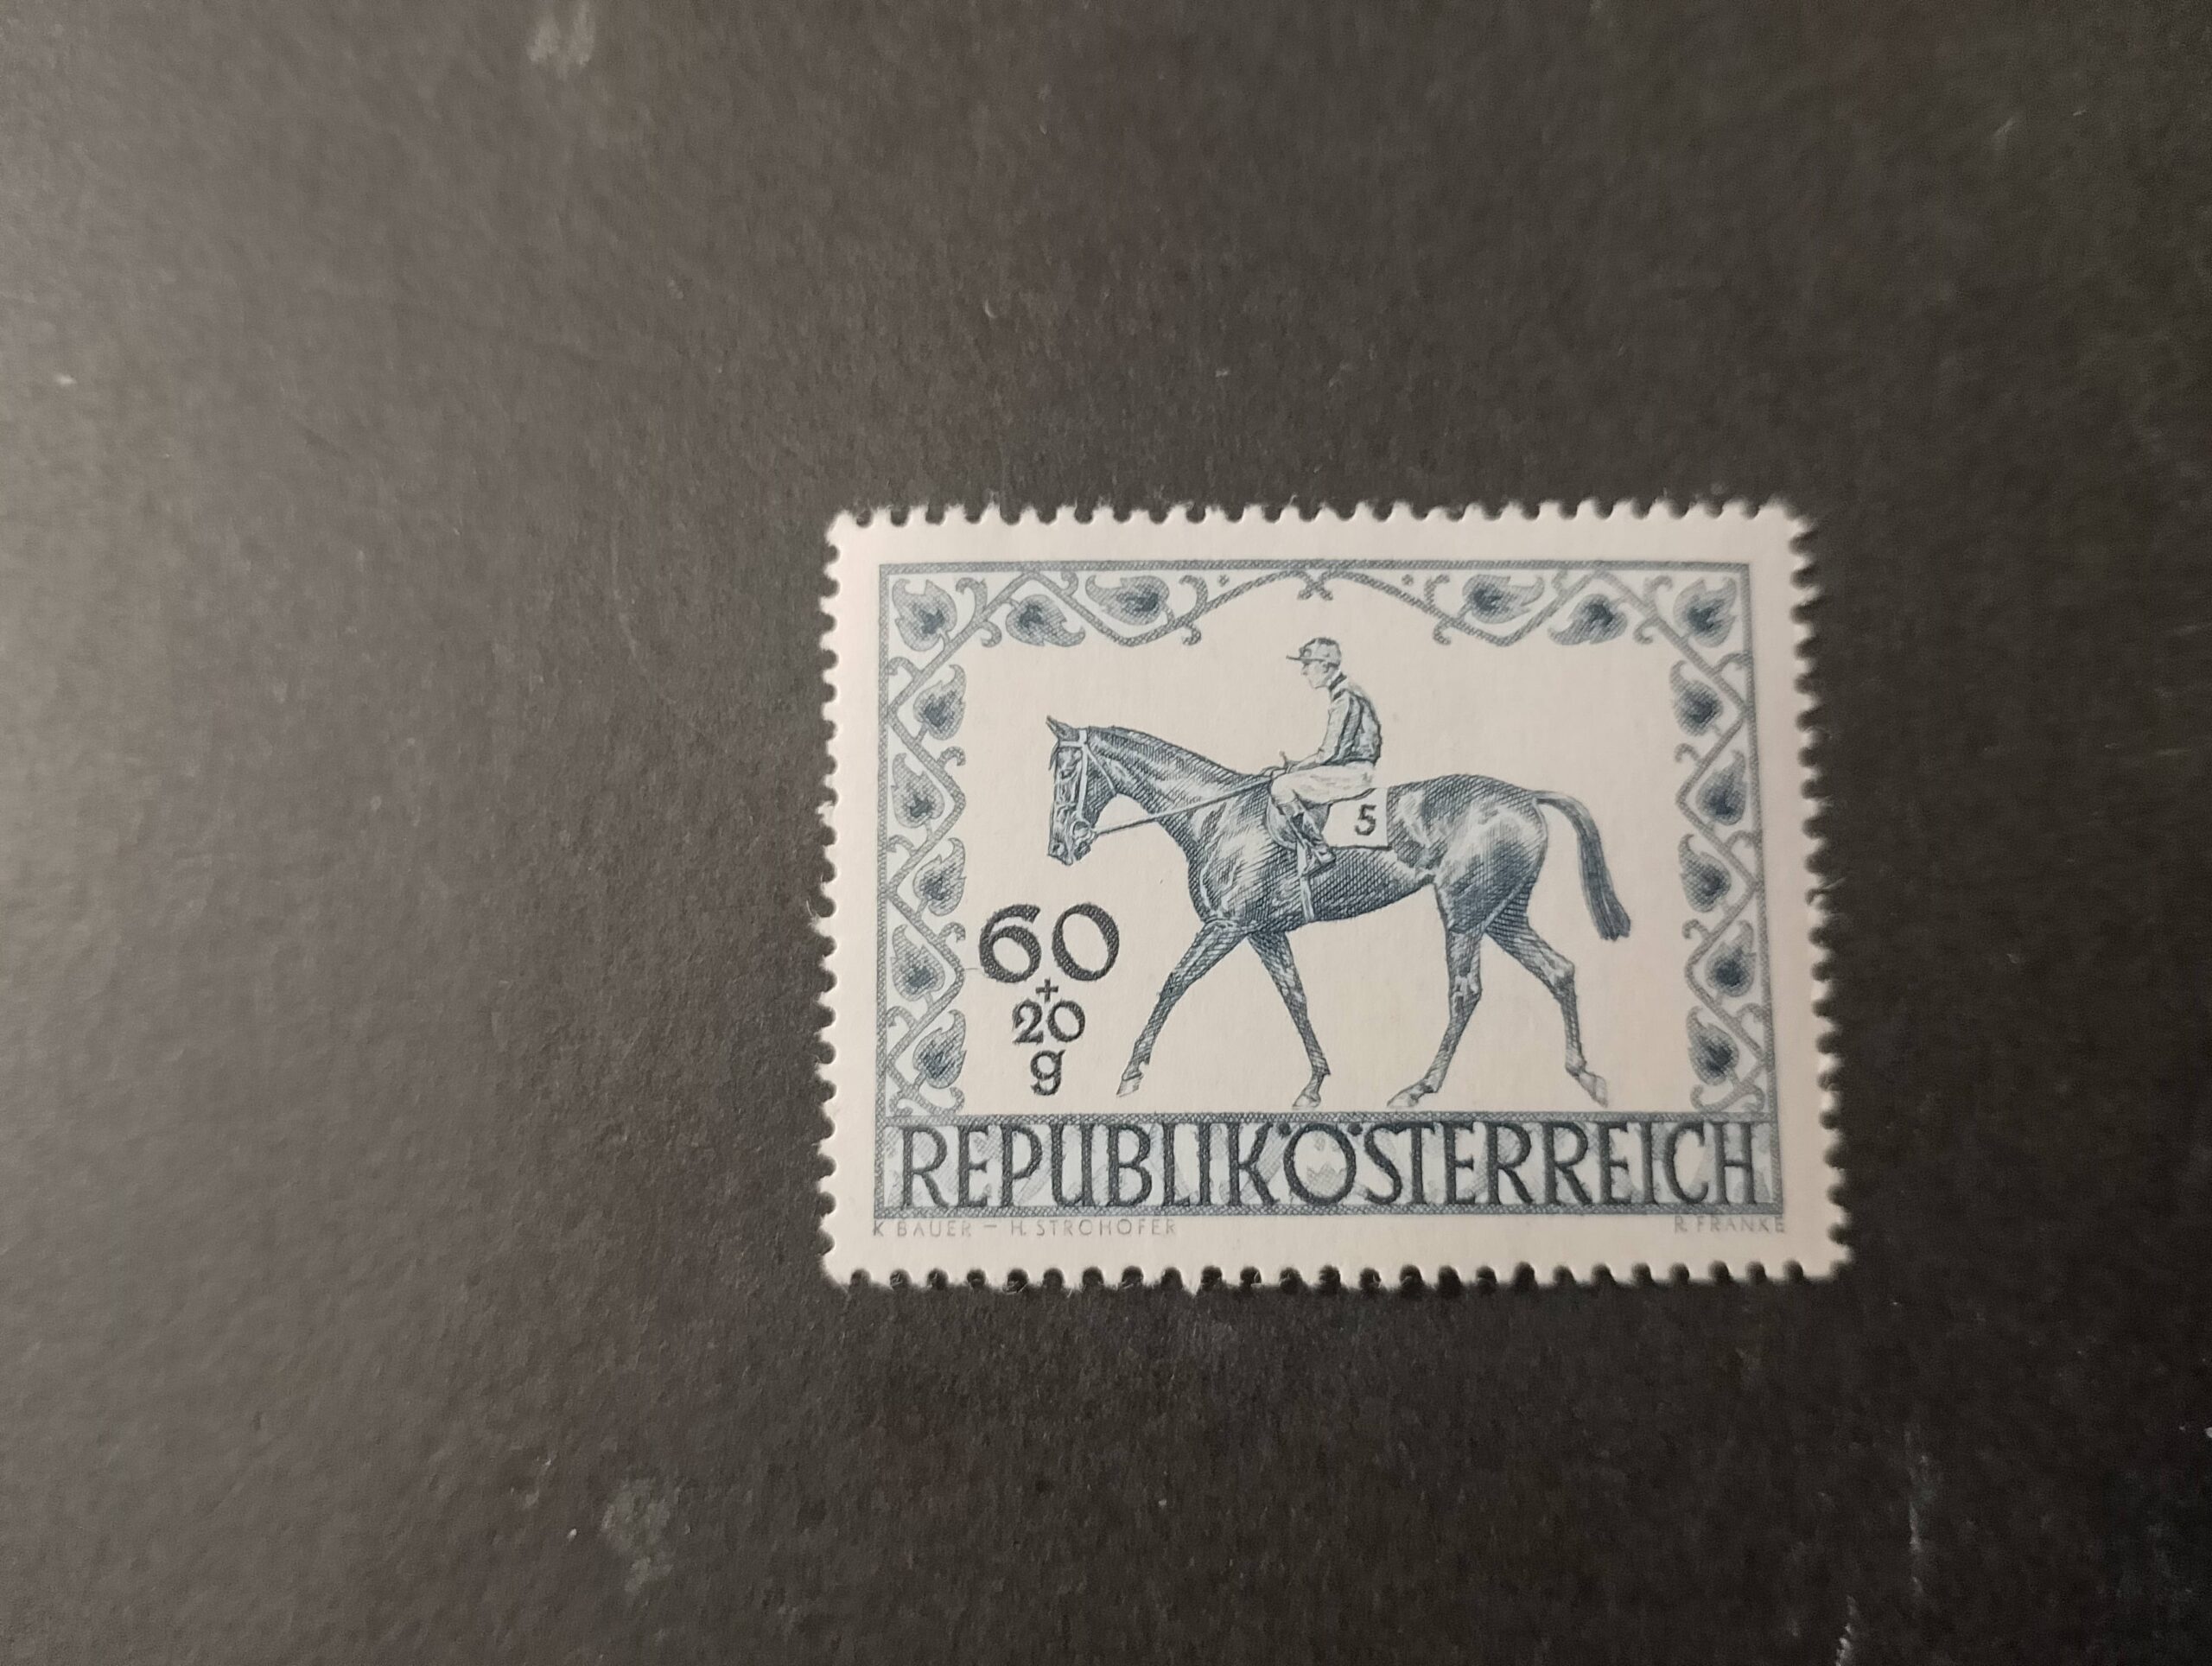 5
60
+
20
g
REPUBLIK ÖSTERREICH
K BAUER — H. STROHOFER R. FRANKE